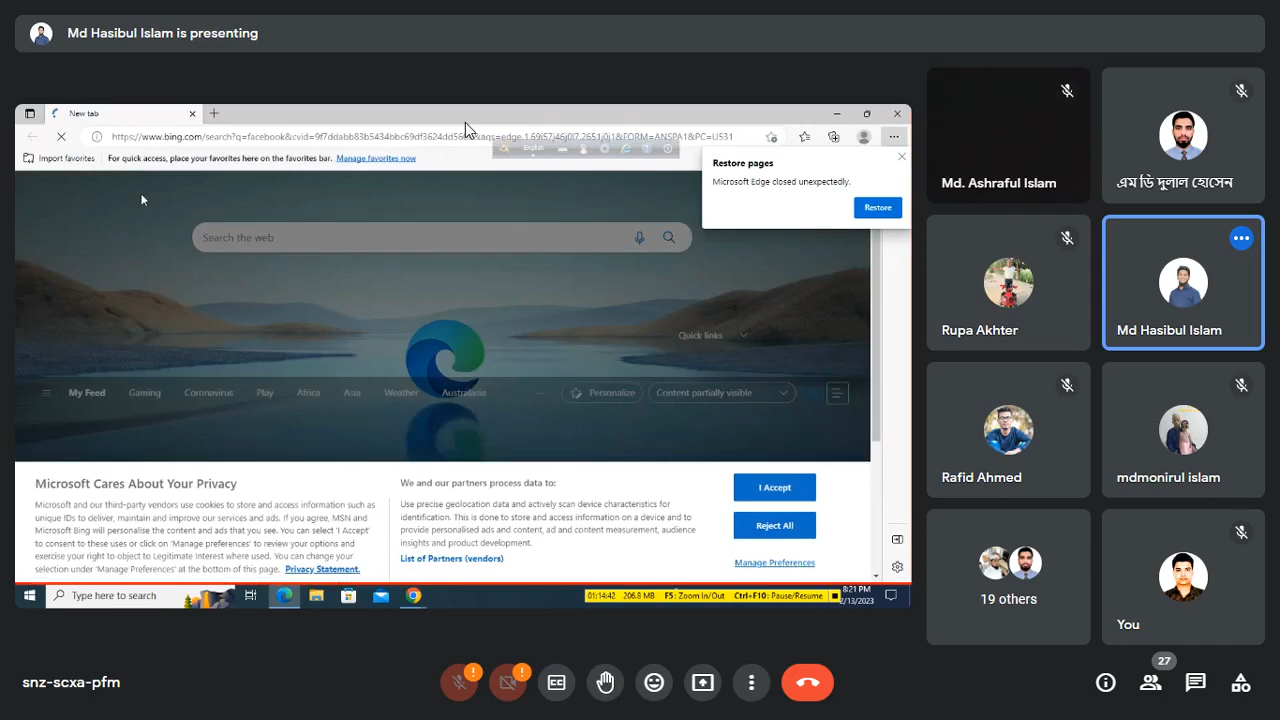 Md Hasibul Islam is presenting
New tab
https://www.bing.com/search?q=facebook&cvid=9f7ddabb83b5434bbc69df3624dd56
Import favorites
For quick access, place your favorites here on the favorites bar.
Manage favorites now
English
Restore pages
Microsoft Edge closed unexpectedly.
Restore
Search the web
Quick links
My Feed
Gaming
Coronavirus
Play
Africa
Asia
Weather
Australasia
Personalize
Content partially visible
Microsoft Cares About Your Privacy
Microsoft and our third-party vendors use cookies to store and access information such as
unique IDs to deliver, maintain and improve our services and ads. If you agree, MSN and
Microsoft Bing will personalise the content and ads that you see. You can select 'I Accept'
to consent to these uses or click on 'Manage preferences' to review your options and
exercise your right to object to Legitimate Interest where used. You can change your
selection under 'Manage Preferences' at the bottom of this page. Privacy Statement.
We and our partners process data to:
Use precise geolocation data and actively scan device characteristics for
identification. This is done to store and access information on a device and to
provide personalised ads and content, ad and content measurement, audience
insights and product development.
List of Partners (vendors)
I Accept
Reject All
Manage Preferences
Type here to search
01:14:42
206.8 MB
F5: Zoom In/Out
Ctrl+F10: Pause/Resume
8:21 PM
2/13/2023
Md. Ashraful Islam
এম ডি দুলাল হোসেন
Rupa Akhter
Md Hasibul Islam
Rafid Ahmed
mdmonirul islam
19 others
You
snz-scxa-pfm
27